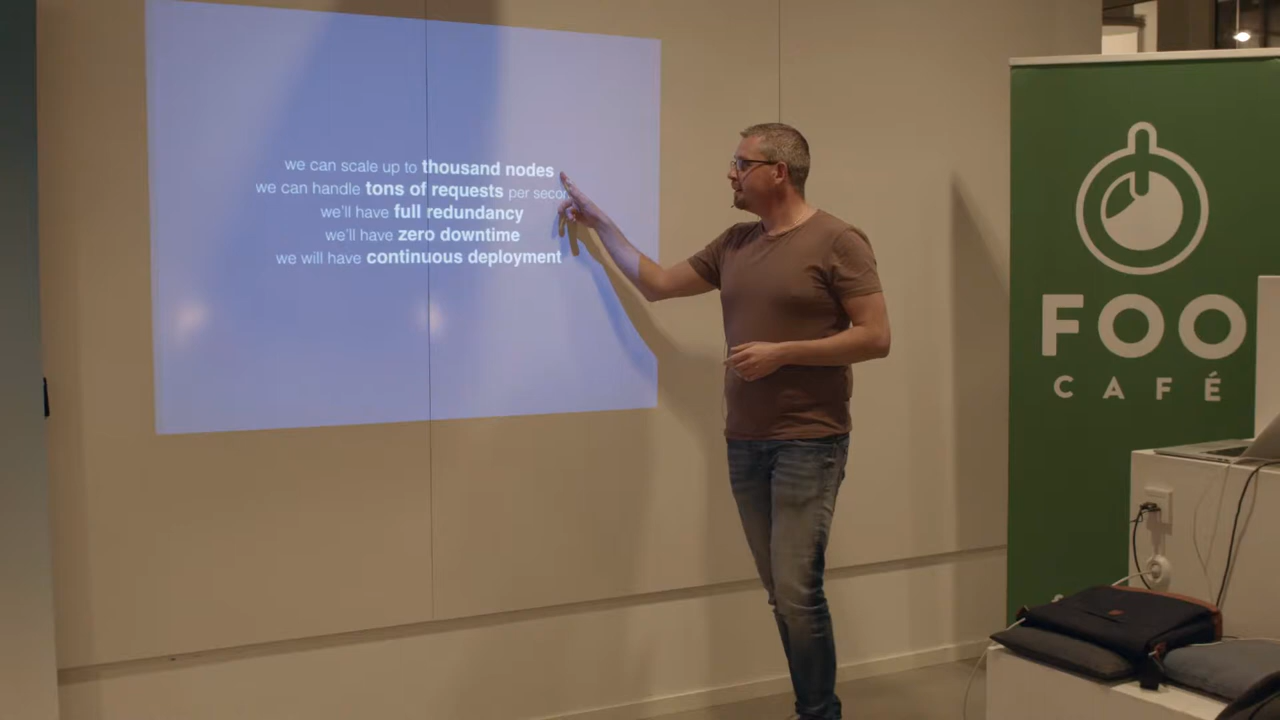 we can scale up to thousand nodes
we can handle tons of requests per secon
we'll have full redundancy
we'll have zero downtime
we will have continuous deployment
FOO
CAFÉ